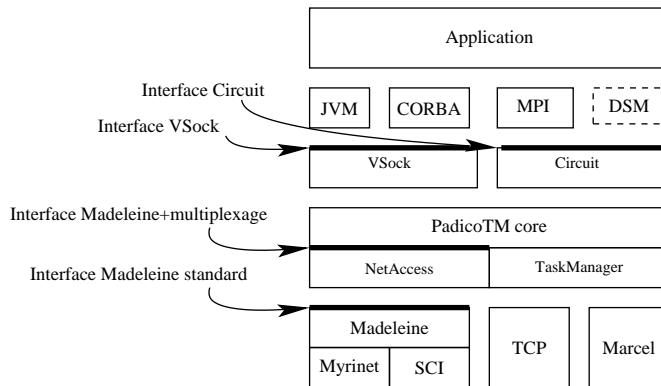 Application
Interface Circuit
JVM
CORBA
MPI
DSM
Interface VSock
VSock
Circuit
Interface Madeleine+multiplexage
PadicoTM core
NetAccess
TaskManager
Interface Madeleine standard
Madeleine
TCP
Marcel
Myrinet
SCI